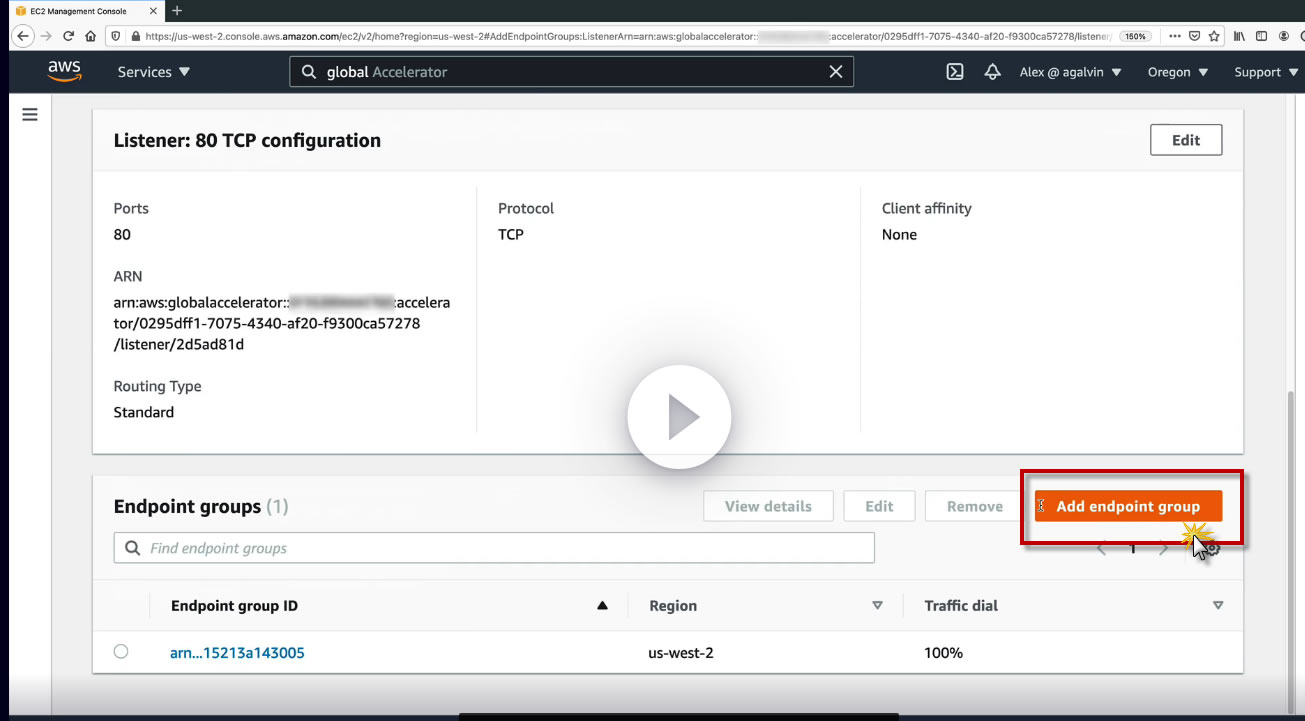 EC2 Management Console
https://us-west-2.console.aws.amazon.com/ec2/v2/home?region=us-west-2#AddEndpointGroups:ListenerArn=arn:aws:globalaccelerator:: :accelerator/0295dff1-7075-4340-af20-f9300ca57278/listener/
150%
aws
Services
global Accelerator
Alex @ agalvin
Oregon
Support
Listener: 80 TCP configuration
Edit
Ports
Protocol
Client affinity
80
TCP
None
ARN
arn:aws:globalaccelerator:: :accelera
tor/0295dff1-7075-4340-af20-f9300ca57278
/listener/2d5ad81d
Routing Type
Standard
Endpoint groups (1)
View details
Edit
Remove
Add endpoint group
Find endpoint groups
1
Endpoint group ID
Region
Traffic dial
arn...15213a143005
us-west-2
100%